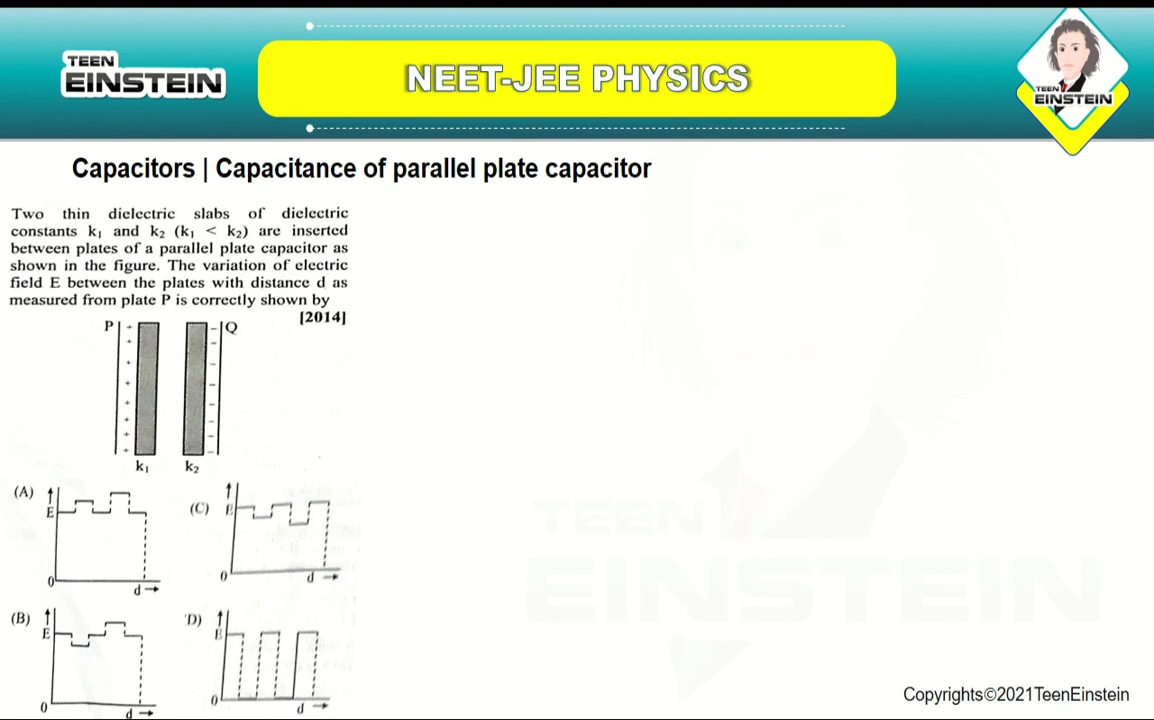 TEEN
EINSTEIN
NEET-JEE PHYSICS
TEEN
EINSTEIN
Capacitors | Capacitance of parallel plate capacitor
Two thin dielectric slabs of dielectric
constants k₁ and k₂ (k₁ < k₂) are inserted
between plates of a parallel plate capacitor as
shown in the figure. The variation of electric
field E between the plates with distance d as
measured from plate P is correctly shown by
[2014]
P Q
k₁ k₂
(A) E 0 d
(C) E 0 d
(B) E 0 d
D) E 0 d
TEEN
EINSTEIN
Copyrights©2021TeenEinstein